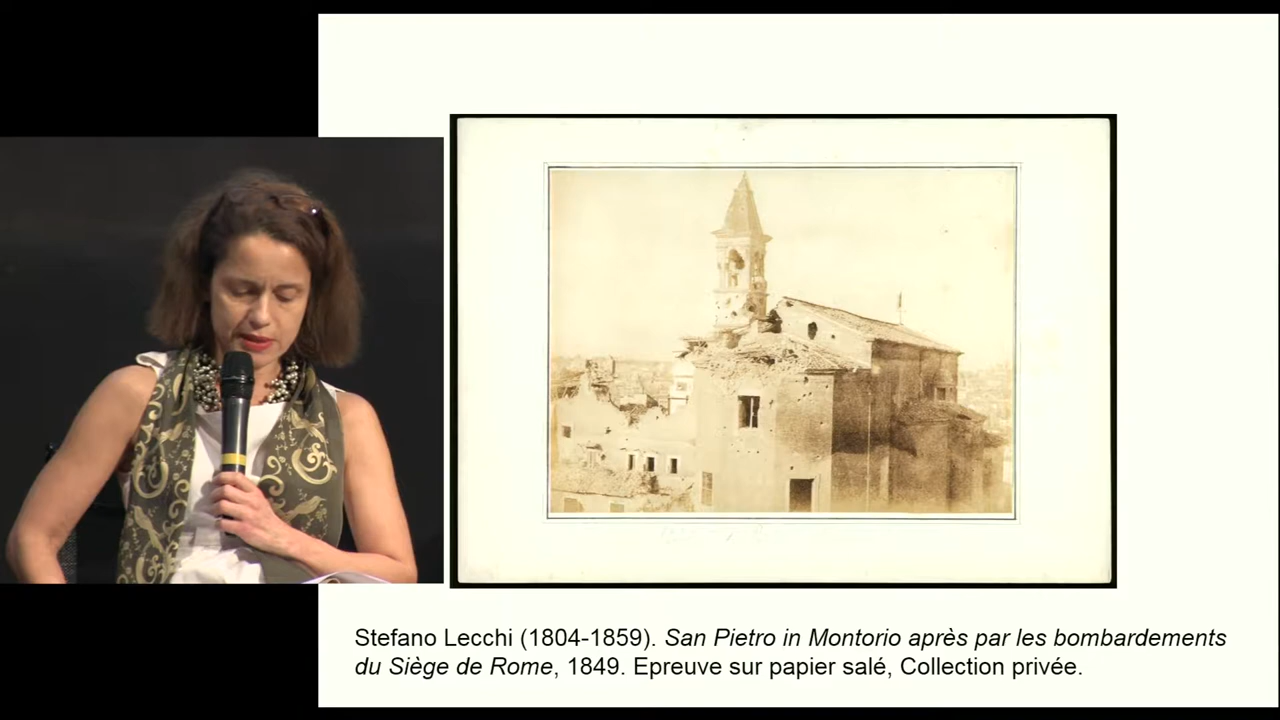 Stefano Lecchi (1804-1859). San Pietro in Montorio après par les bombardements
du Siège de Rome, 1849. Epreuve sur papier salé, Collection privée.